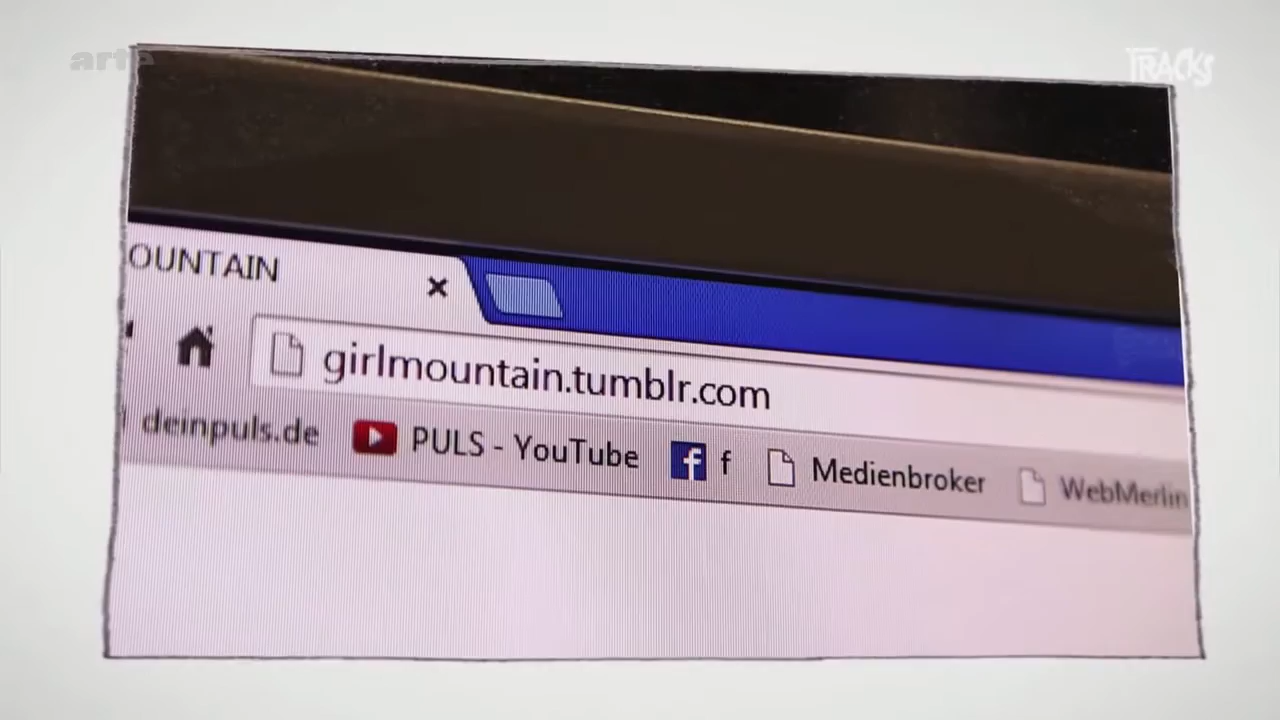 arte
TRACKS
OUNTAIN
girlmountain.tumblr.com
deinpuls.de PULS - YouTube f Medienbroker WebMerlin